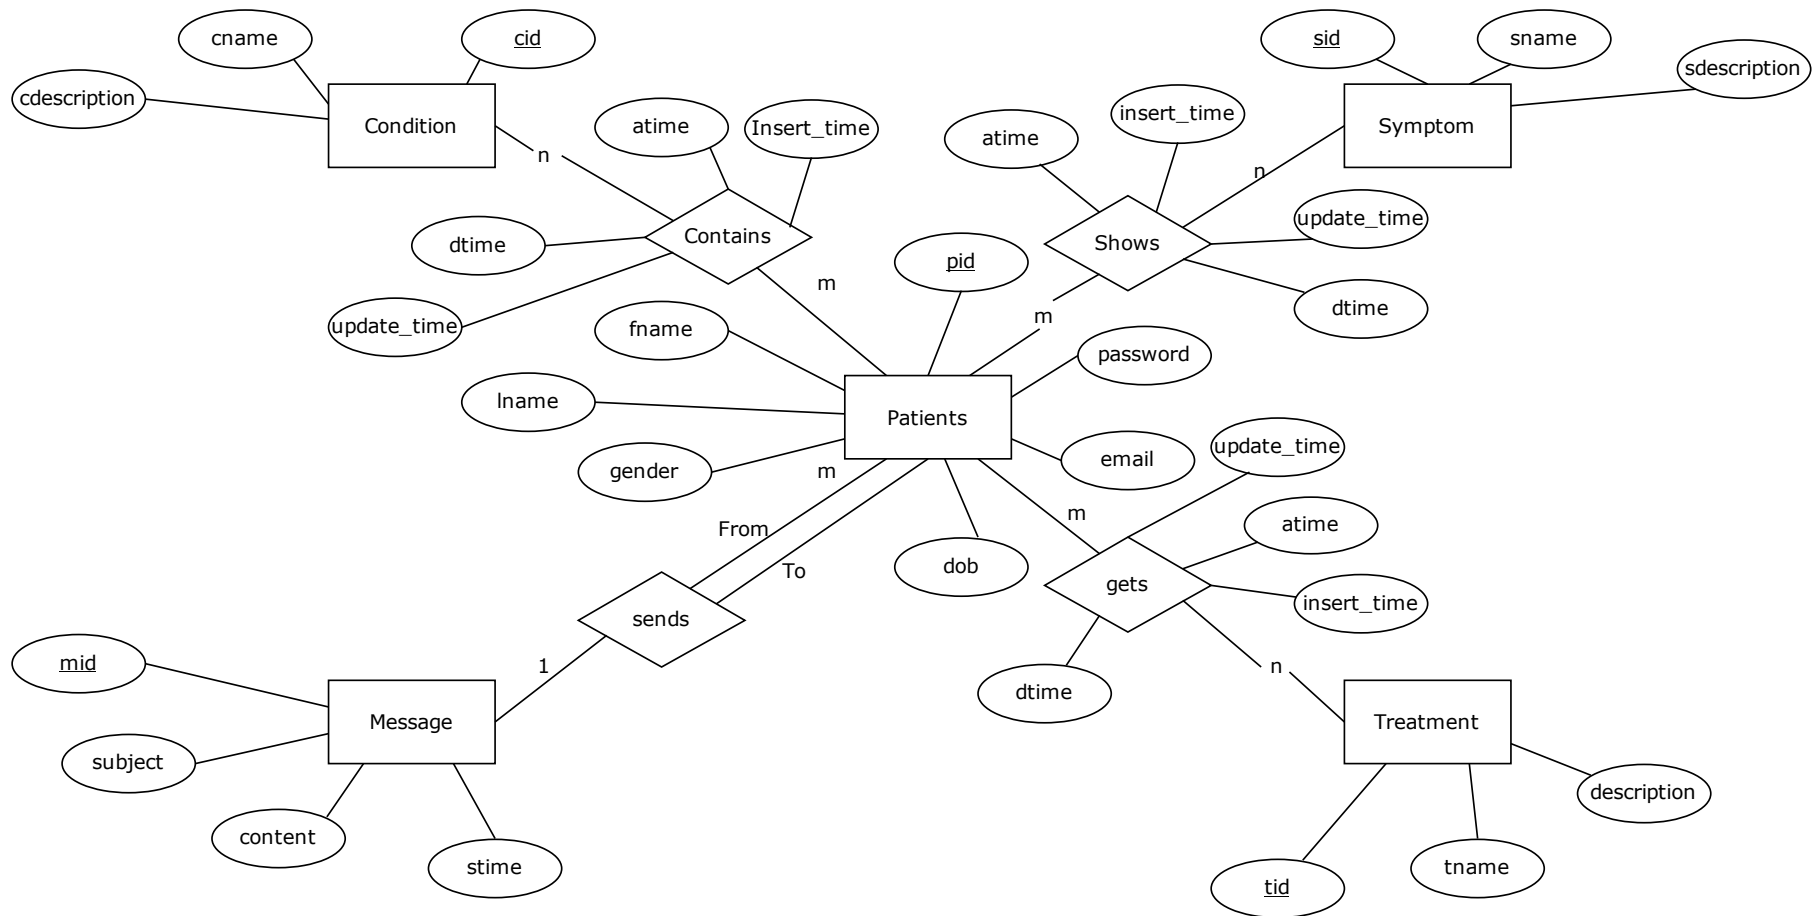 cname
cid
sid
sname
cdescription
sdescription
Condition
atime
Insert_time
atime
insert_time
Symptom
n
n
dtime
Contains
Shows
update_time
pid
m
update_time
fname
m
dtime
password
lname
Patients
gender
m
email
update_time
From
m
atime
To
dob
gets
insert_time
sends
mid
1
n
dtime
Message
Treatment
subject
description
content
stime
tname
tid